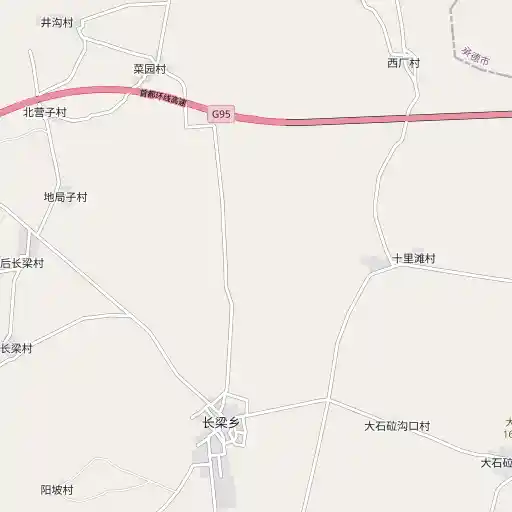 井沟村
承德市
西厂村
菜园村
首都环线高速
北营子村
G95
地局子村
十里滩村
后长梁村
长梁村
长梁乡
大石砬沟口村
大
16
大石砬
阳坡村